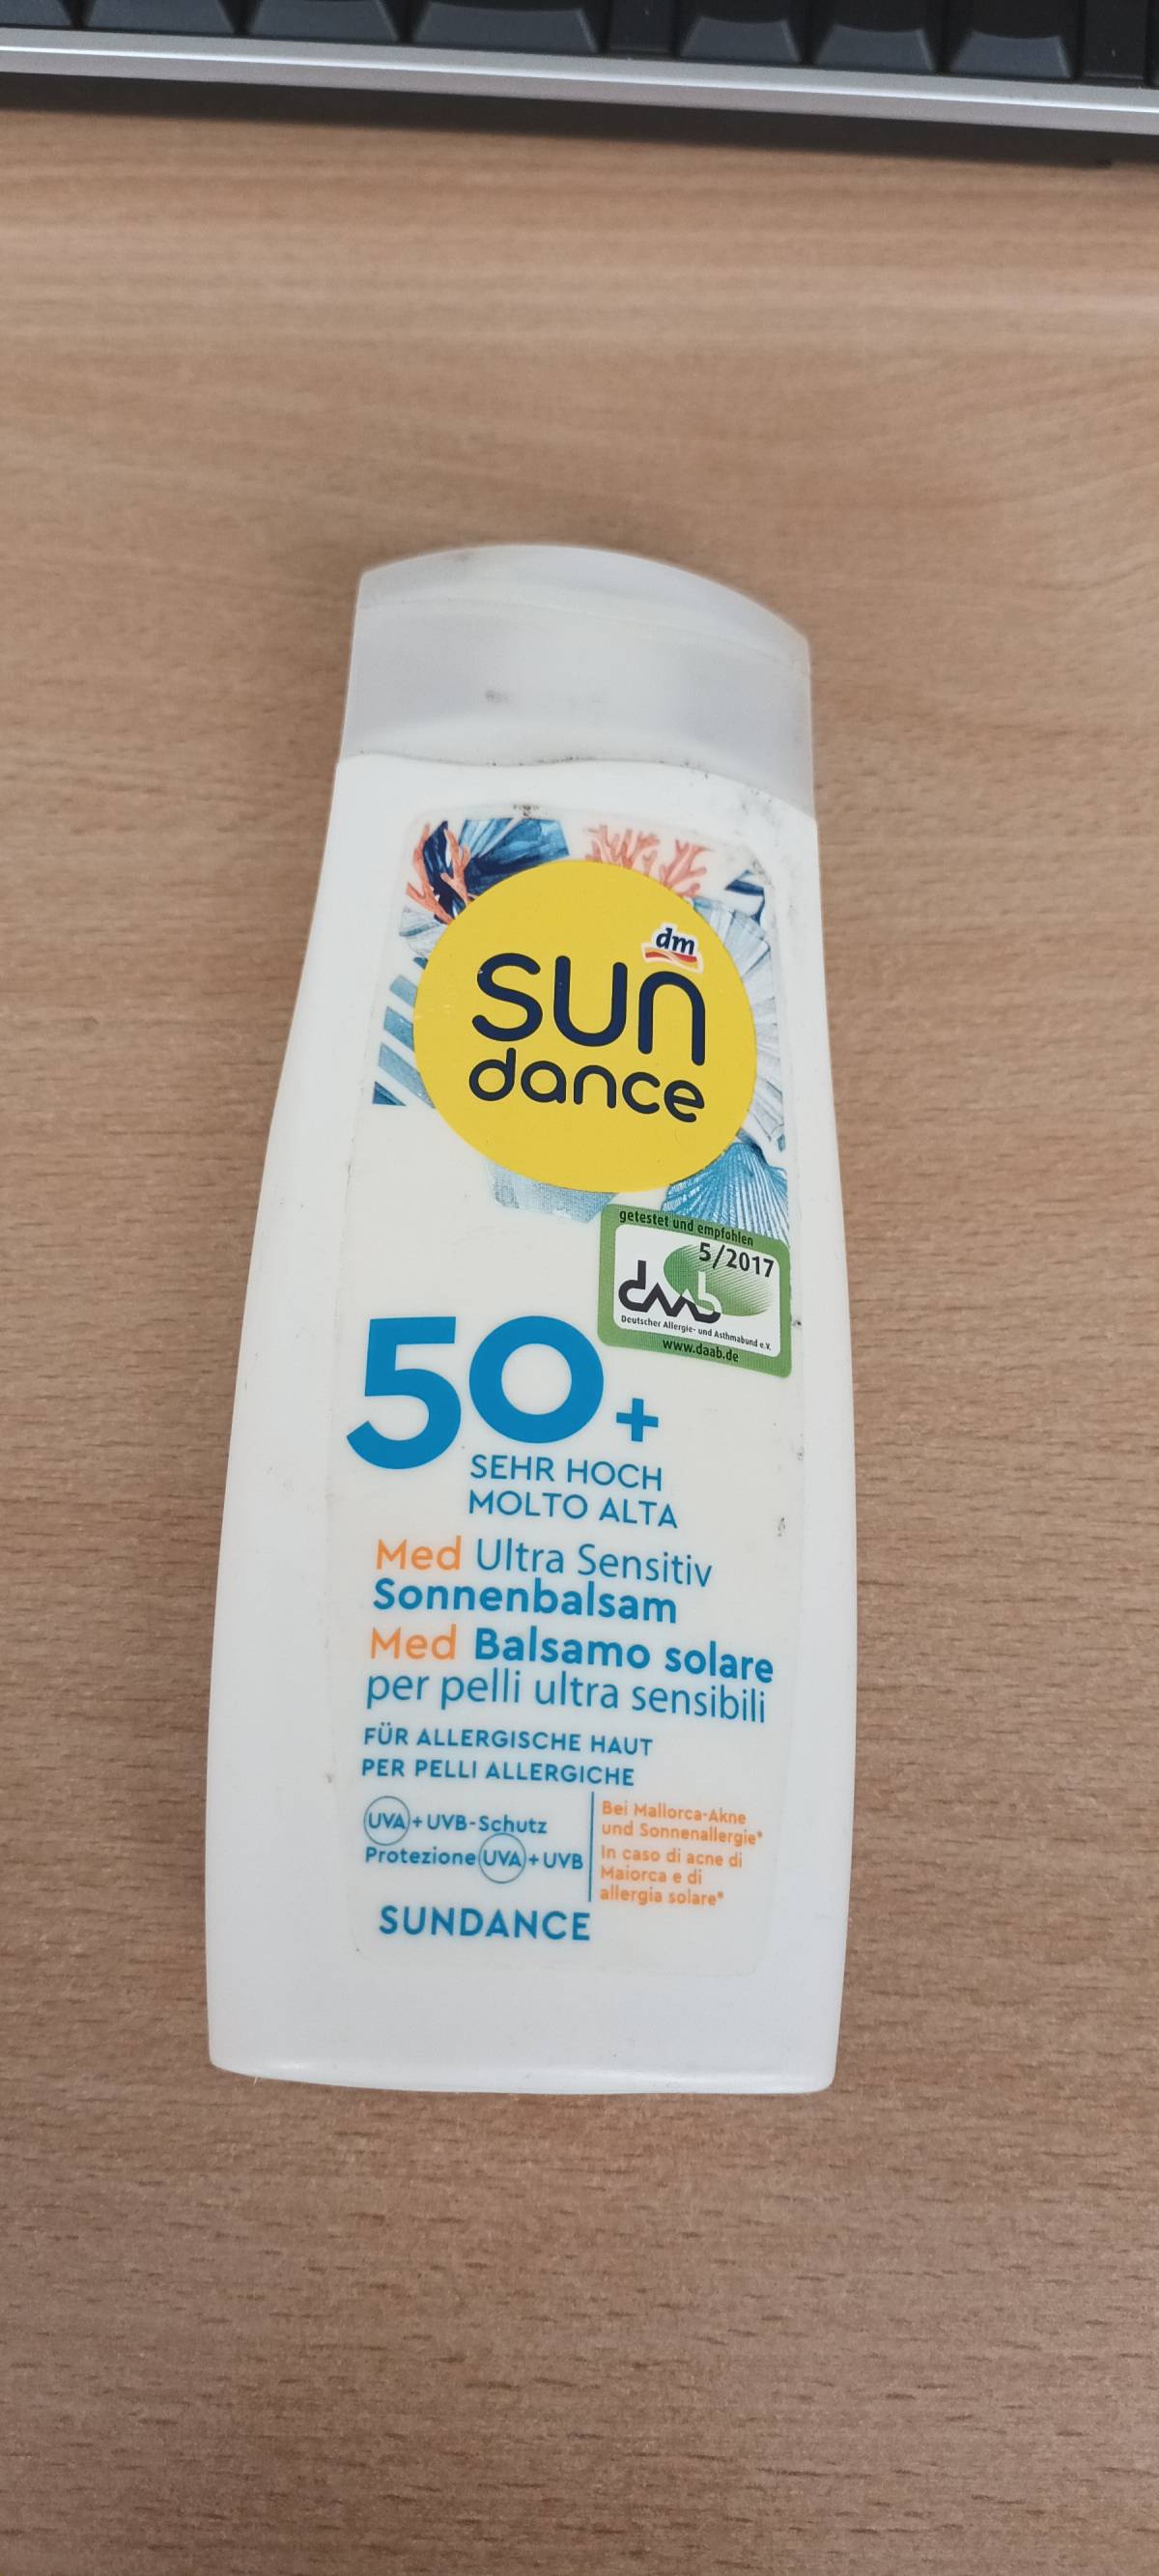 dm
sun
dance
getestet und empfohlen
5/2017
daab
Deutscher Allergie- und Asthmabund e.V.
www.daab.de
50+
SEHR HOCH
MOLTO ALTA
Med Ultra Sensitiv
Sonnenbalsam
Med Balsamo solare
per pelli ultra sensibili
FÜR ALLERGISCHE HAUT
PER PELLI ALLERGICHE
UVA+UVB-Schutz
Protezione UVA+UVB
Bei Mallorca-Akne
und Sonnenallergie*
In caso di acne di
Maiorca e di
allergia solare*
SUNDANCE